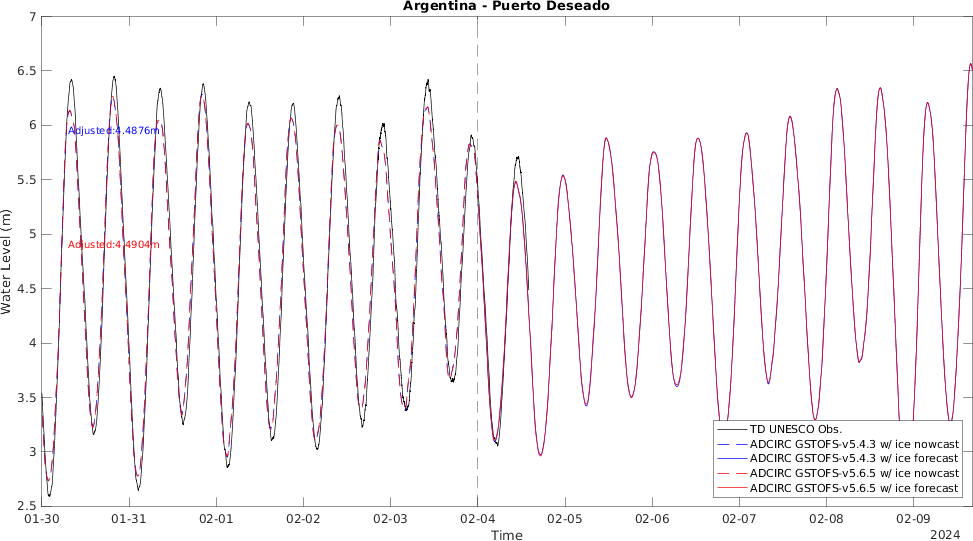 Argentina - Puerto Deseado
7
6.5
6
5.5
5
4.5
4
3.5
3
2.5
Water Level (m)
Adjusted:4.4876m
Adjusted:4.4904m
TD UNESCO Obs.
ADCIRC GSTOFS-v5.4.3 w/ ice nowcast
ADCIRC GSTOFS-v5.4.3 w/ ice forecast
ADCIRC GSTOFS-v5.6.5 w/ ice nowcast
ADCIRC GSTOFS-v5.6.5 w/ ice forecast
01-30 01-31 02-01 02-02 02-03 02-04 02-05 02-06 02-07 02-08 02-09
Time
2024